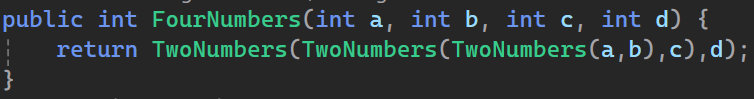 public int FourNumbers(int a, int b, int c, int d) {
return TwoNumbers(TwoNumbers(TwoNumbers(a,b),c),d);
}